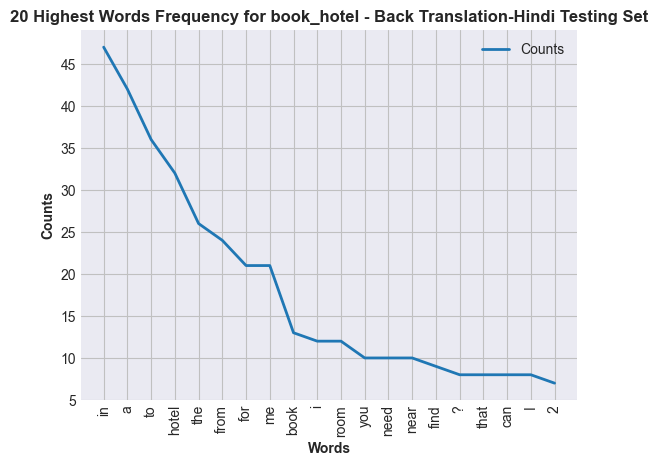 20 Highest Words Frequency for book_hotel - Back Translation-Hindi Testing Set
Counts
45
40
35
30
25
20
15
10
5
Counts
in
a
to
hotel
the
from
for
me
book
i
room
you
need
near
find
?
that
can
I
2
Words